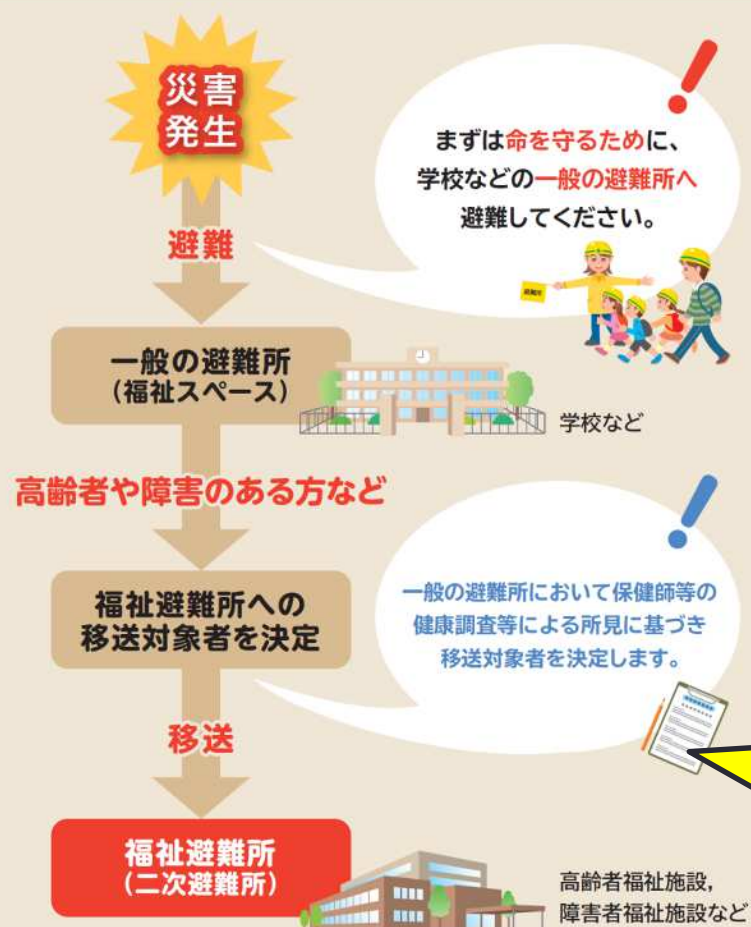 災害
発生
避難
まずは命を守るために、
学校などの一般の避難所へ
避難してください。
避難所
一般の避難所
(福祉スペース)
学校など
高齢者や障害のある方など
福祉避難所への
移送対象者を決定
一般の避難所において保健師等の
健康調査等による所見に基づき
移送対象者を決定します。
移送
福祉避難所
(二次避難所)
高齢者福祉施設，
障害者福祉施設など